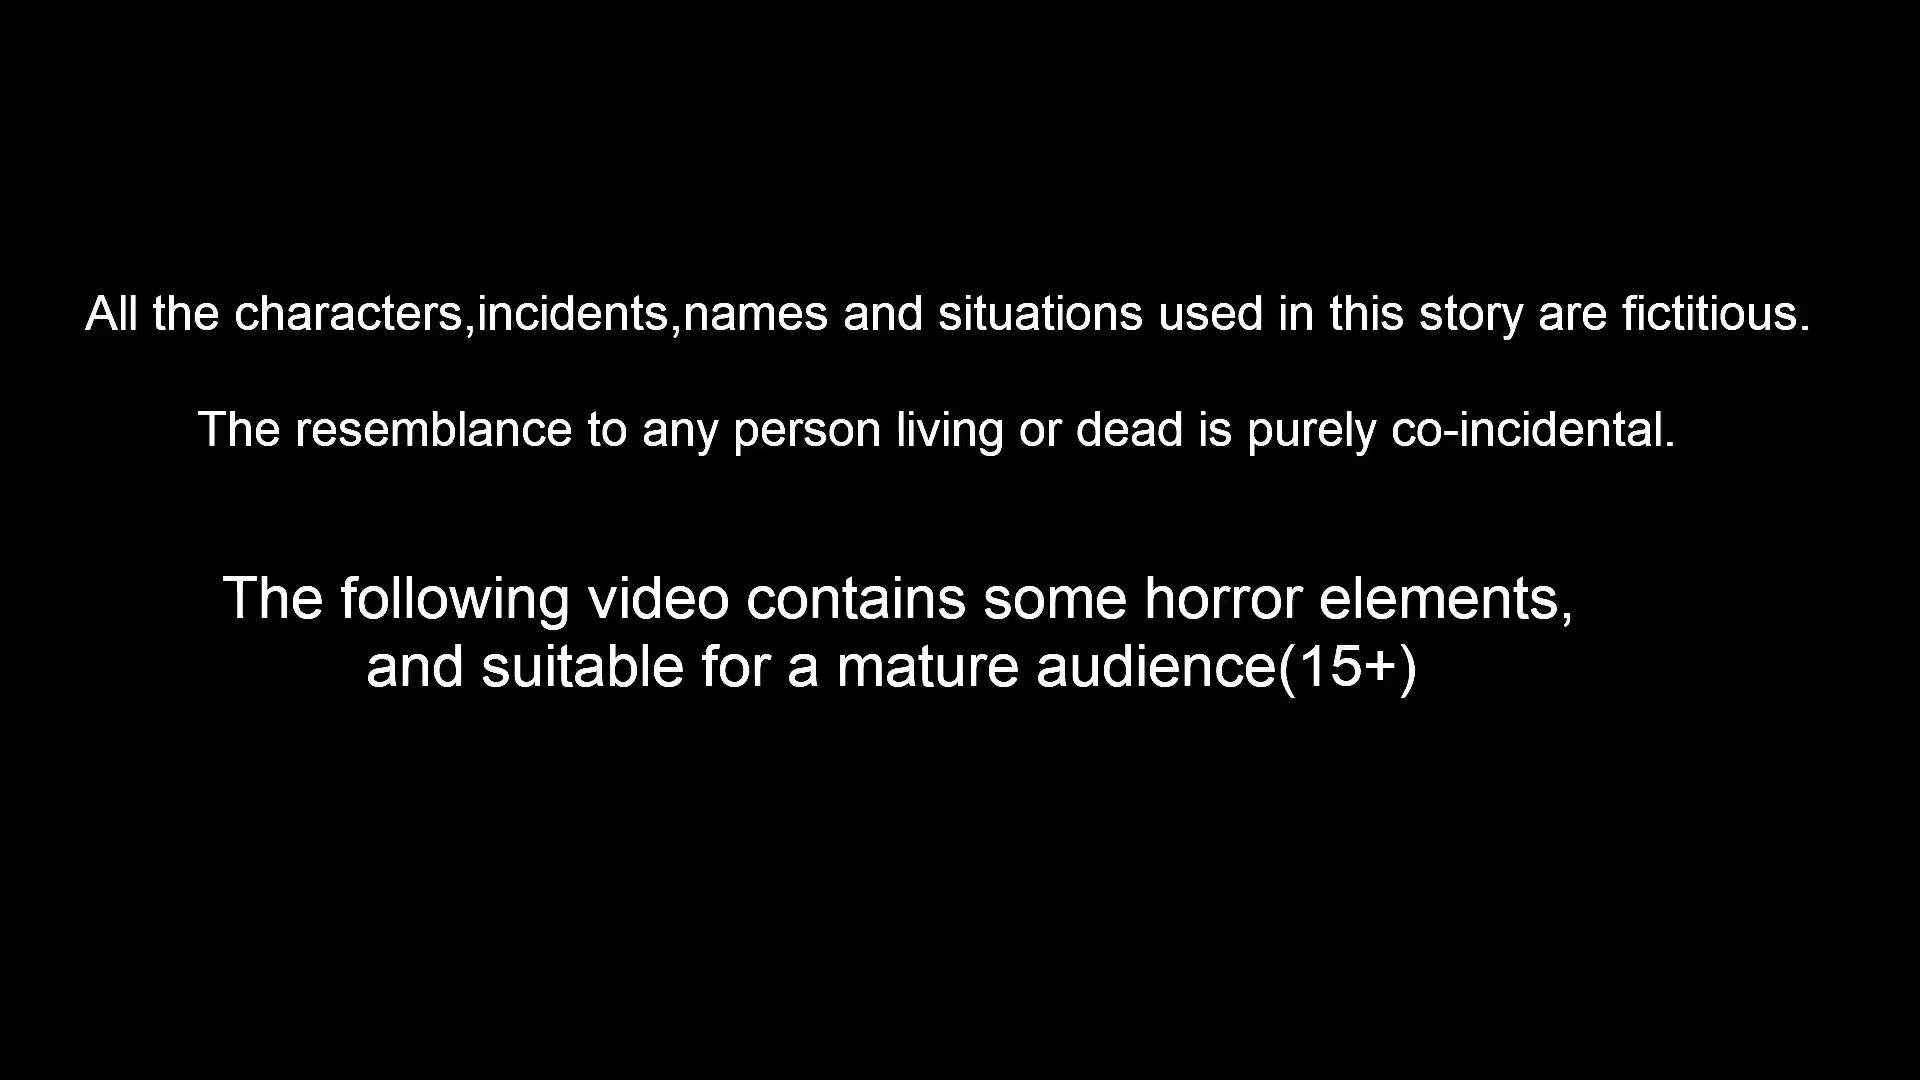 All the characters,incidents,names and situations used in this story are fictitious.
The resemblance to any person living or dead is purely co-incidental.
The following video contains some horror elements,
and suitable for a mature audience(15+)